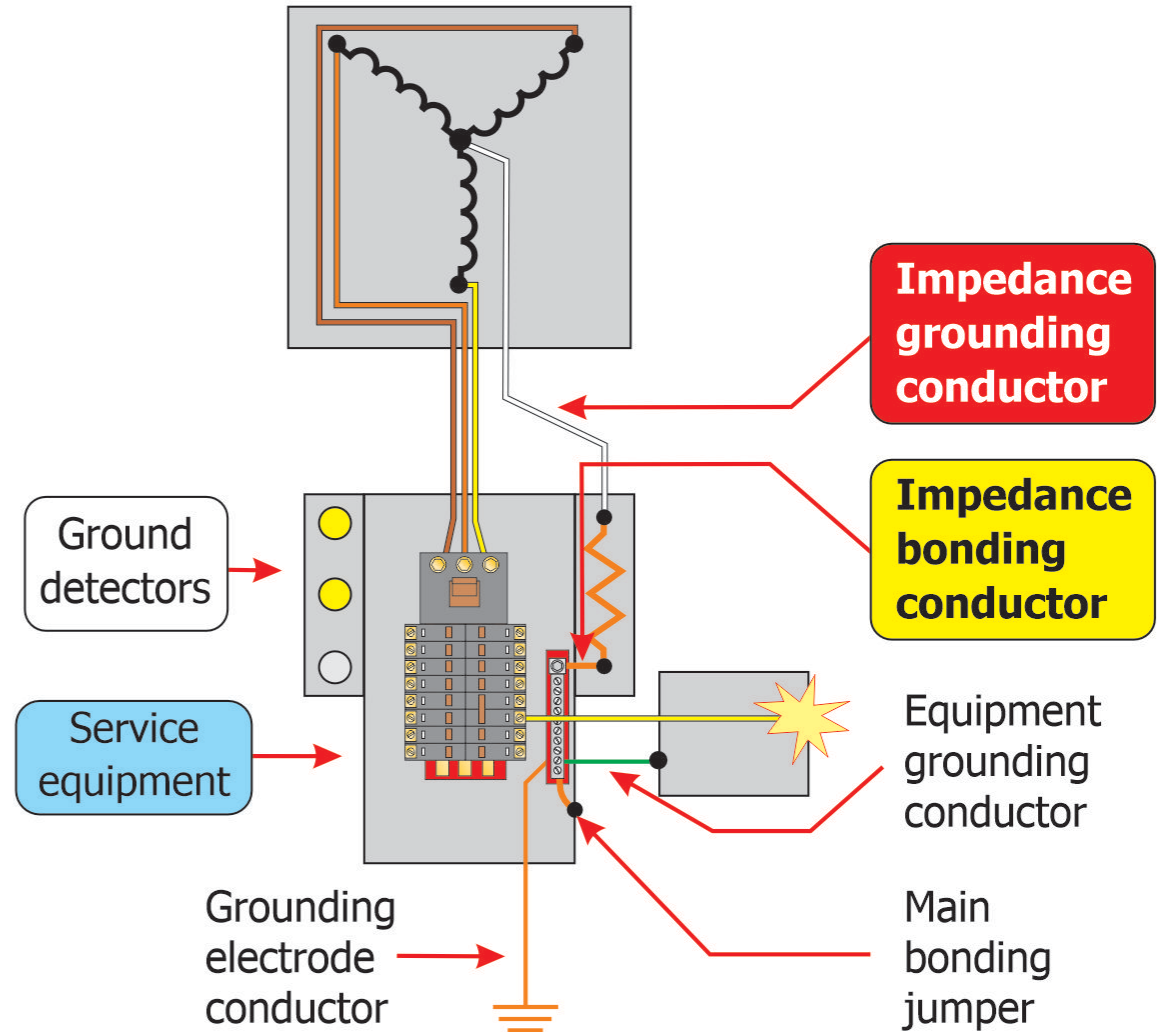 Impedance
grounding
conductor
Impedance
bonding
conductor
Ground
detectors
Service
equipment
Equipment
grounding
conductor
Grounding
electrode
conductor
Main
bonding
jumper